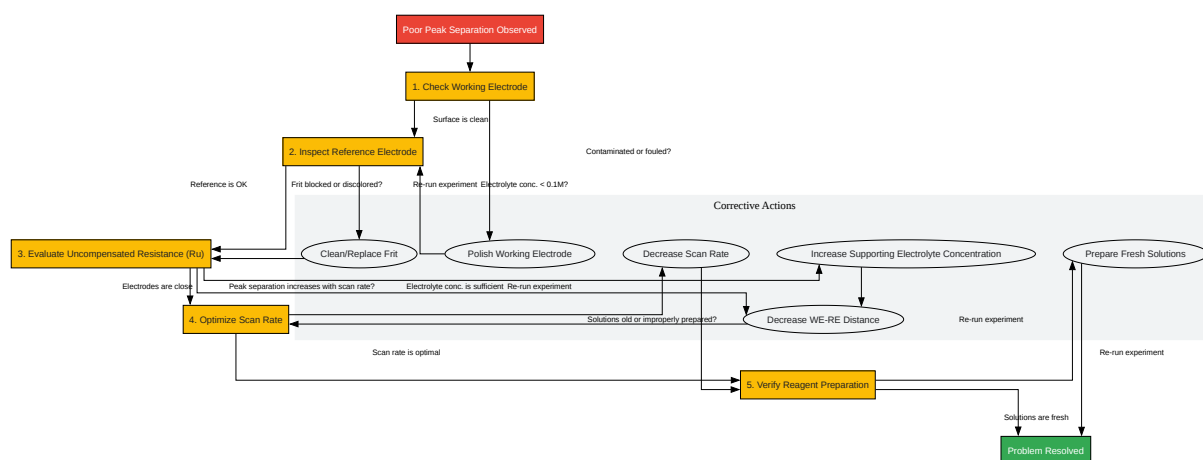 Poor Peak Separation Observed
1. Check Working Electrode
Surface is clean
2. Inspect Reference Electrode
Contaminated or fouled?
Reference is OK
Frit blocked or discolored?
Re-run experiment
Electrolyte conc. < 0.1M?
Corrective Actions
3. Evaluate Uncompensated Resistance (Ru)
Clean/Replace Frit
Polish Working Electrode
Decrease Scan Rate
Increase Supporting Electrolyte Concentration
Prepare Fresh Solutions
Electrodes are close
Peak separation increases with scan rate?
Electrolyte conc. is sufficient
Re-run experiment
4. Optimize Scan Rate
Solutions old or improperly prepared?
Decrease WE-RE Distance
Re-run experiment
Scan rate is optimal
Re-run experiment
5. Verify Reagent Preparation
Solutions are fresh
Problem Resolved